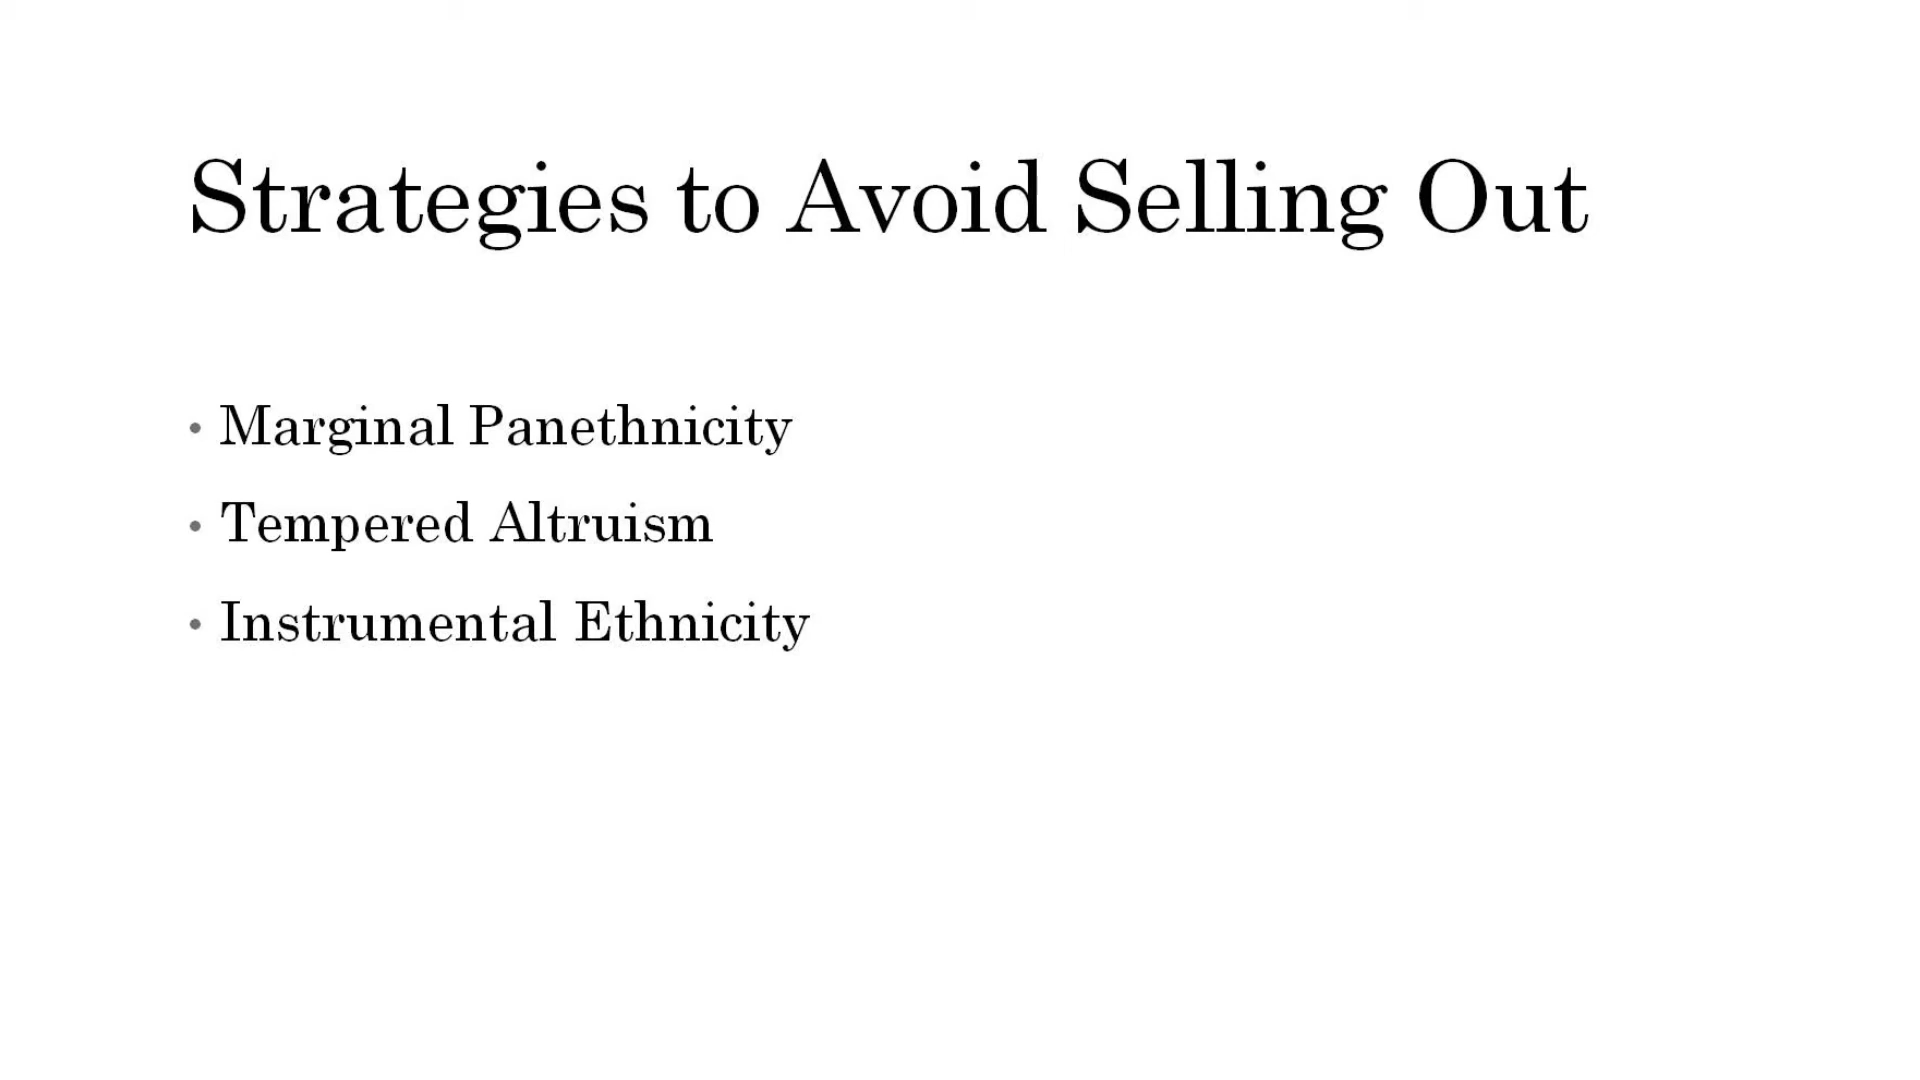 Strategies to Avoid Selling Out
• Marginal Panethnicity
• Tempered Altruism
• Instrumental Ethnicity